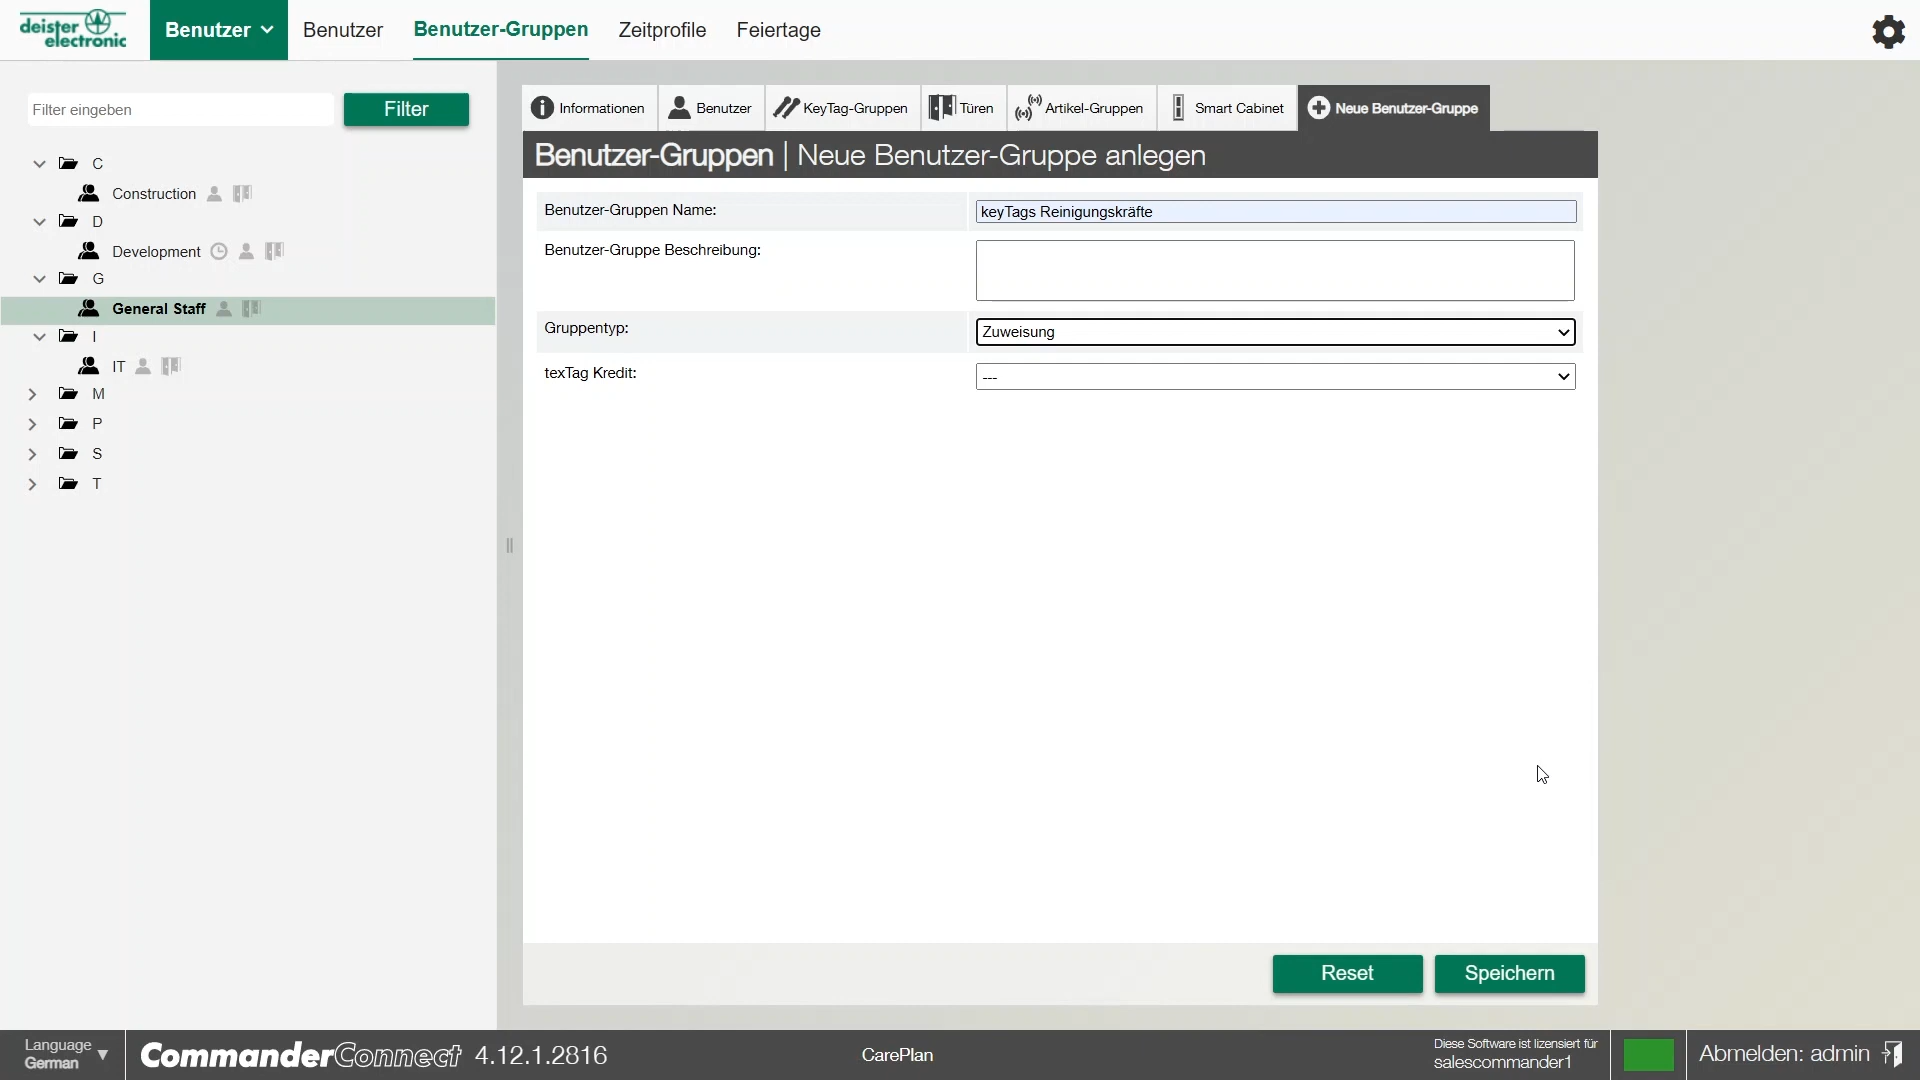 deister
electronic
Benutzer
Benutzer
Benutzer-Gruppen
Zeitprofile
Feiertage
Filter eingeben
Filter
C
Construction
D
Development
G
General Staff
I
IT
M
P
S
T
Informationen
Benutzer
KeyTag-Gruppen
Türen
Artikel-Gruppen
Smart Cabinet
Neue Benutzer-Gruppe
Benutzer-Gruppen | Neue Benutzer-Gruppe anlegen
Benutzer-Gruppen Name:
keyTags Reinigungskräfte
Benutzer-Gruppe Beschreibung:
Gruppentyp:
Zuweisung
texTag Kredit:
---
Reset
Speichern
Language
German
CommanderConnect 4.12.1.2816
CarePlan
Diese Software ist lizensiert für
salescommander1
Abmelden: admin